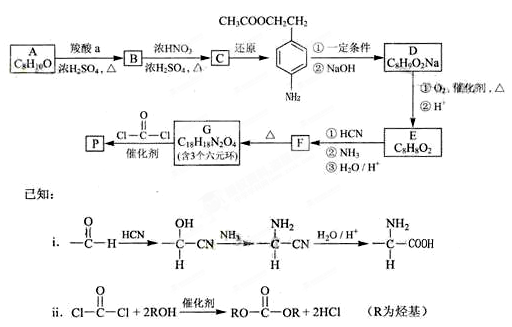 CH₃COOCH₂CH₂
A
C₈H₁₀O
羧酸 a
浓H₂SO₄, △
B
浓HNO₃
浓H₂SO₄, △
C
还原
NH₂
① 一定条件
② NaOH
D
C₈H₉O₂Na
① O₂, 催化剂, △
② H⁺
E
C₈H₈O₂
① HCN
② NH₃
③ H₂O / H⁺
F
△
G
C₁₈H₁₈N₂O₄
(含3个六元环)
O
Cl—C—Cl
催化剂
P
已知:
i. —C—H HCN —C—CN NH₃ —C—CN H₂O / H⁺ —C—COOH
O OH NH₂ NH₂
H H H
ii. Cl—C—Cl + 2ROH 催化剂 RO—C—OR + 2HCl (R为烃基)
O O